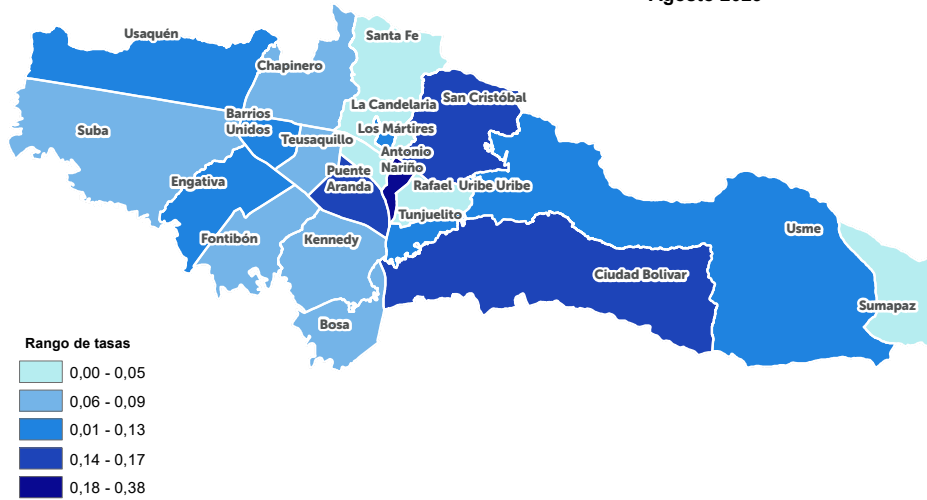 Usaquén
Santa Fe
Chapinero
San Cristóbal
La Candelaria
Barrios
Unidos
Los Mártires
Suba
Teusaquillo
Antonio
Nariño
Puente
Aranda
Engativa
Rafael Uribe Uribe
Tunjuelito
Usme
Fontibón
Kennedy
Ciudad Bolivar
Sumapaz
Bosa
Rango de tasas
0,00 - 0,05
0,06 - 0,09
0,01 - 0,13
0,14 - 0,17
0,18 - 0,38